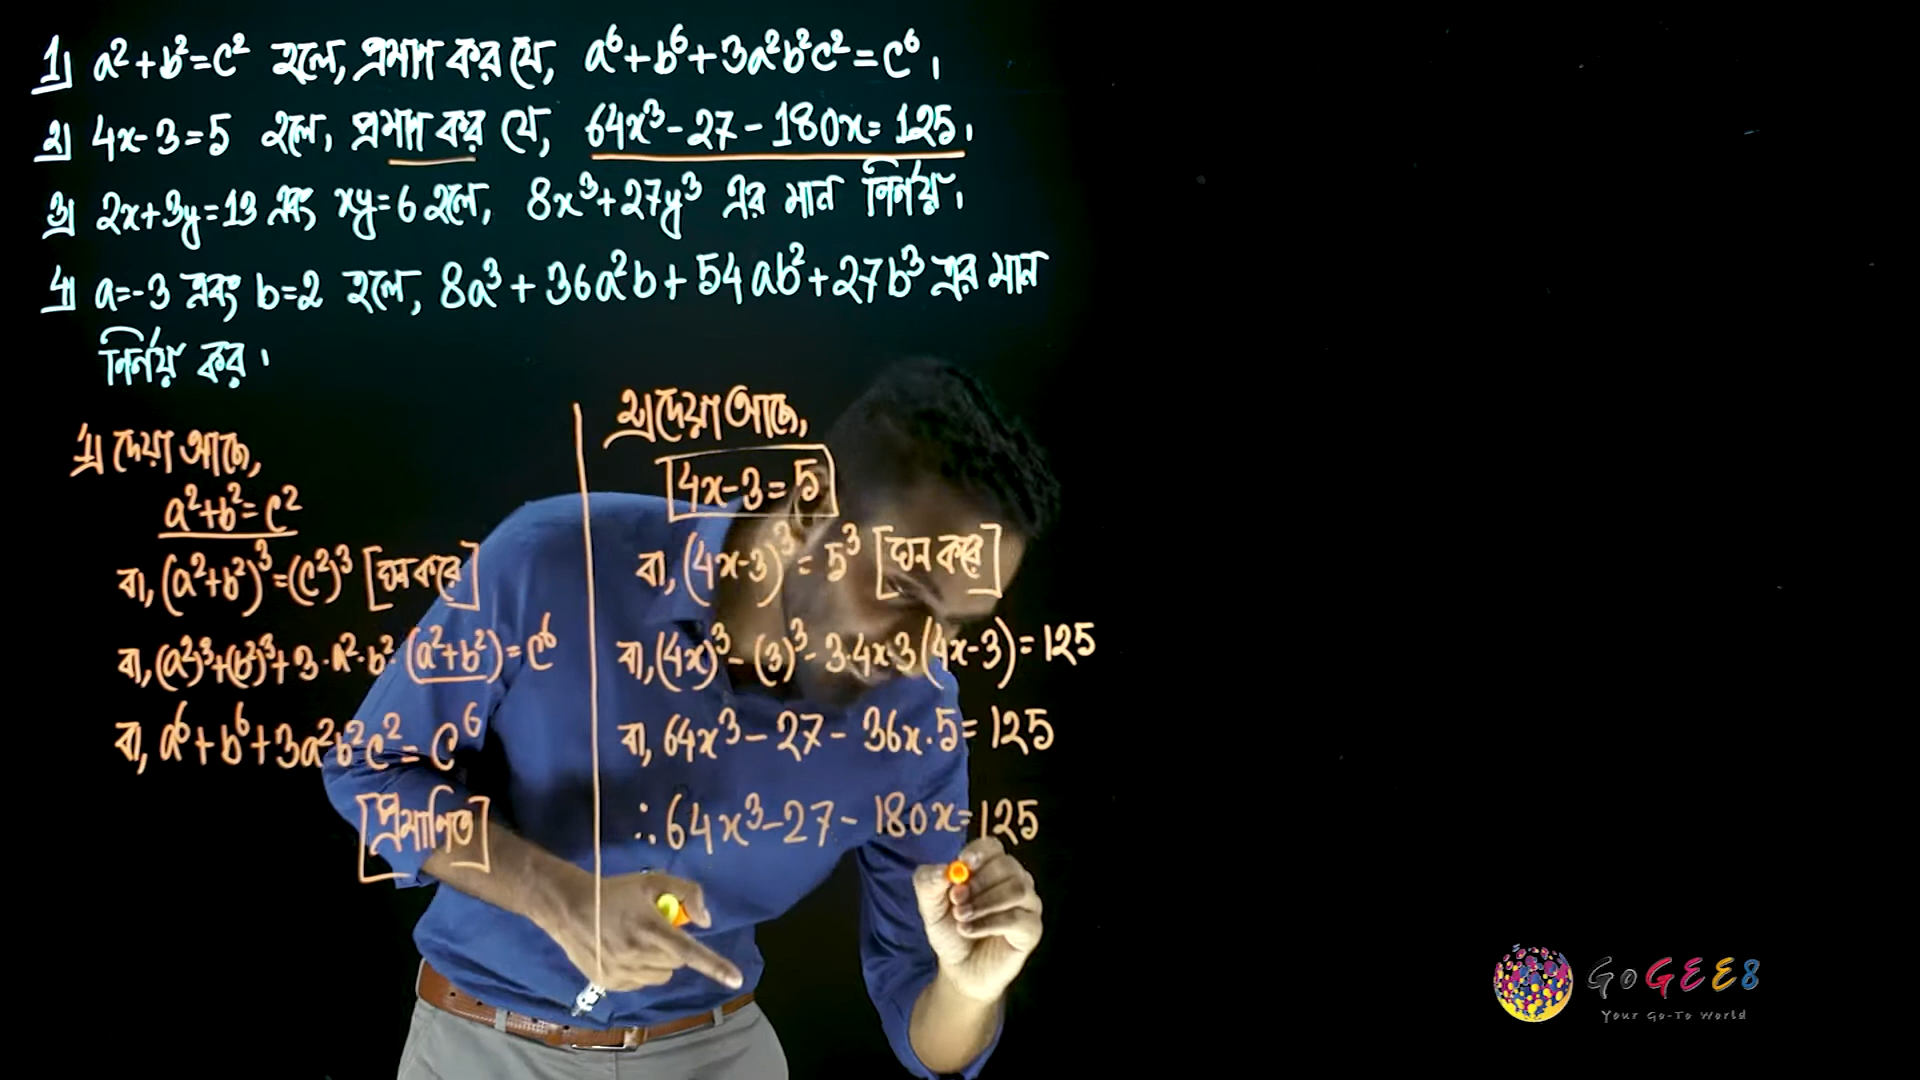 ১। a²+b²=c² হলে, প্রমাণ কর যে, a⁶+b⁶+3a²b²c²=c⁶।
২। 4x-3=5 হলে, প্রমাণ কর যে, 64x³-27-180x=125।
৩। 2x+3y=13 এবং xy=6 হলে, 8x³+27y³ এর মান নির্ণয়।
৪। a=-3 এবং b=2 হলে, 8a³+36a²b+54ab²+27b³ এর মান
নির্ণয় কর।
১। দেয়া আছে,
a²+b²=c²
বা, (a²+b²)³=(c²)³ [ঘন করে]
বা, (a²)³+(b²)³+3·a²·b²·(a²+b²)=c⁶
বা, a⁶+b⁶+3a²b²c²=c⁶
[প্রমাণিত]
২। দেয়া আছে,
4x-3=5
বা, (4x-3)³=5³ [ঘন করে]
বা, (4x)³-(3)³-3·4x·3(4x-3)=125
বা, 64x³-27-36x·5=125
∴64x³-27-180x=125
GoGEE8
Your Go-To World